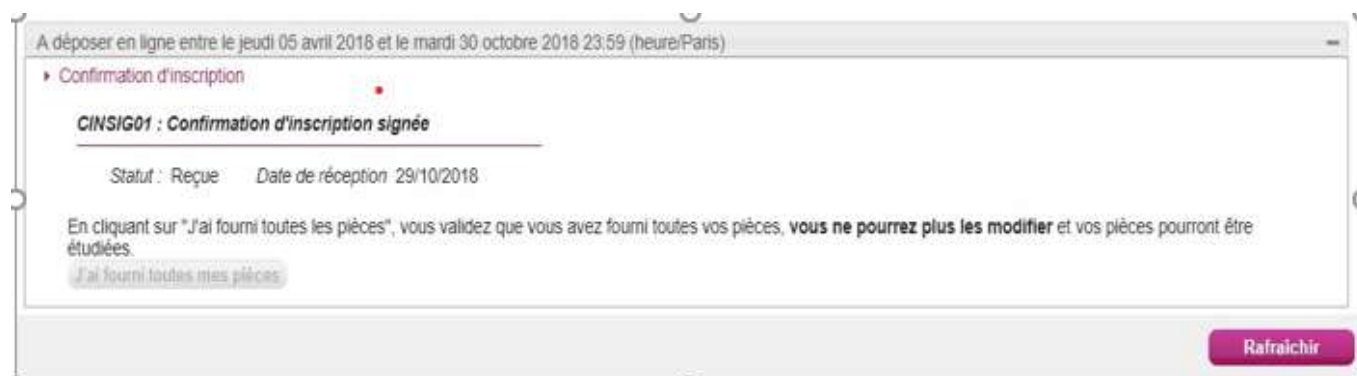 A déposer en ligne entre le jeudi 05 avril 2018 et le mardi 30 octobre 2018 23:59 (heure/Paris)
Confirmation d'inscription
CINSIG01 : Confirmation d'inscription signée
Statut : Reçue Date de réception 29/10/2018
En cliquant sur "J'ai fourni toutes les pièces", vous validez que vous avez fourni toutes vos pièces, vous ne pourrez plus les modifier et vos pièces pourront être
étudiées.
J'ai fourni toutes mes pièces
Rafraîchir